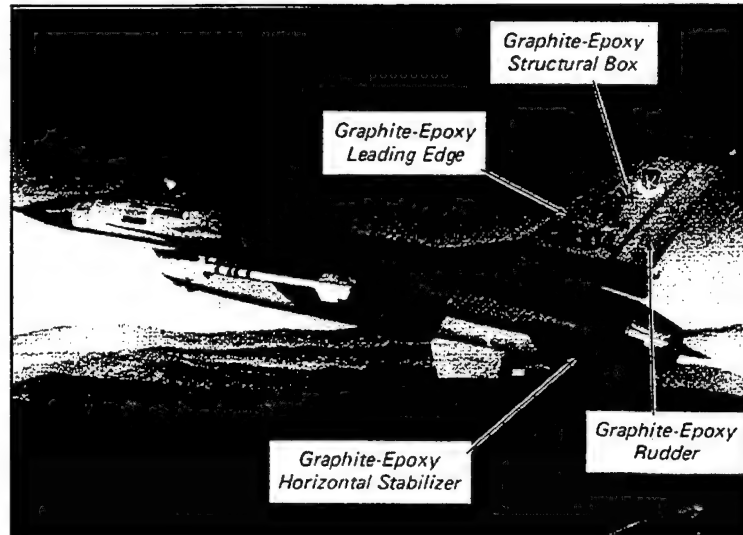 Graphite-Epoxy
Structural Box
Graphite-Epoxy
Leading Edge
Graphite-Epoxy
Horizontal Stabilizer
Graphite-Epoxy
Rudder